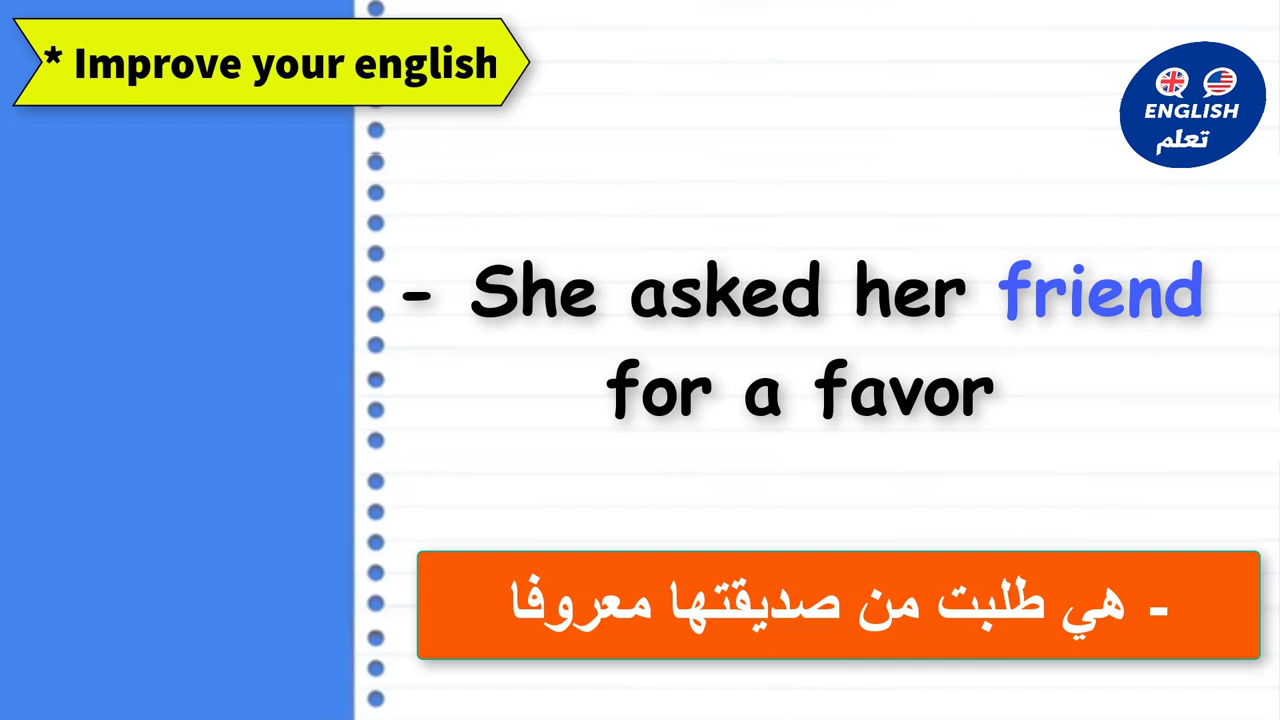 * Improve your english
ENGLISH
تعلم
- She asked her friend
for a favor
- هي طلبت من صديقتها معروفا